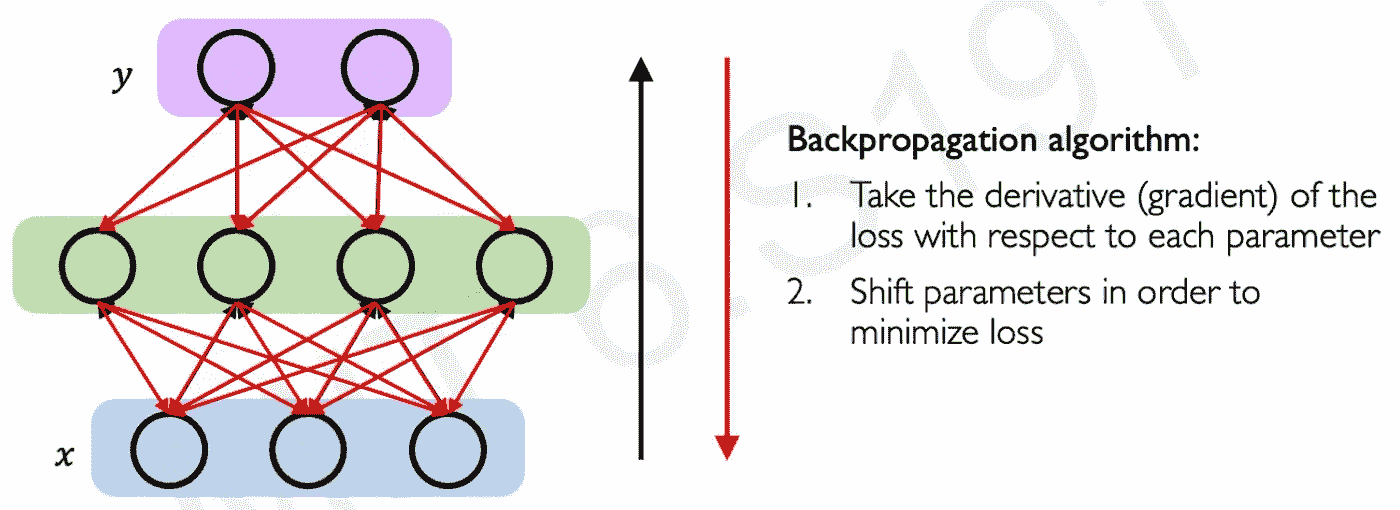 y
x
Backpropagation algorithm:
1. Take the derivative (gradient) of the
loss with respect to each parameter
2. Shift parameters in order to
minimize loss
6.S191